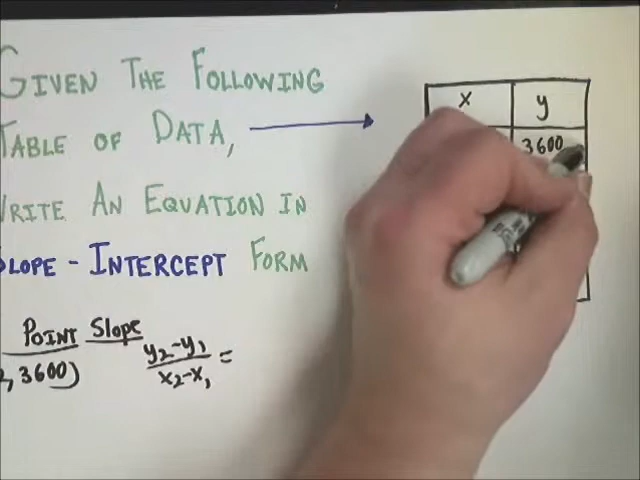 GIVEN THE FOLLOWING
TABLE OF DATA,
WRITE AN EQUATION IN
SLOPE - INTERCEPT FORM
x y
3600
POINT Slope
, 3600)
y₂-y₁
x₂-x₁
=